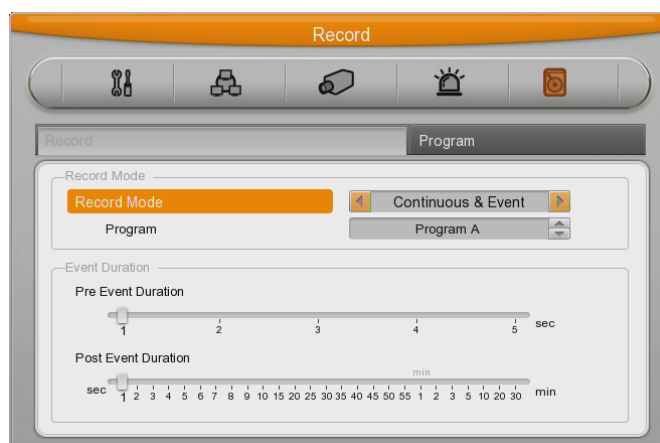 Record
Record Program
Record Mode
Record Mode Continuous & Event
Program Program A
Event Duration
Pre Event Duration
1 2 3 4 5 sec
Post Event Duration
min
sec 1 2 3 4 5 6 7 8 9 10 15 20 25 30 35 40 45 50 55 1 2 3 5 10 20 30 min